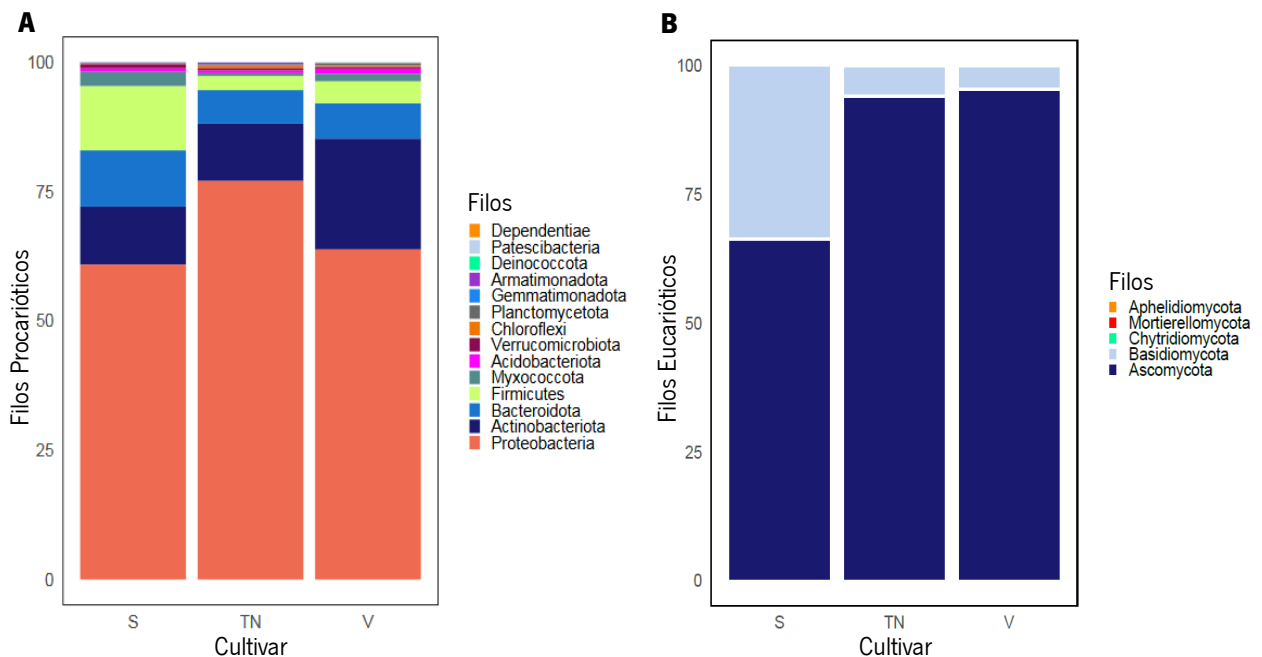 A
Filos Procarióticos
100
75
50
25
0
S
TN
V
Cultivar
Filos
Dependentiae
Patescibacteria
Deinococcota
Armatimonadota
Gemmatimonadota
Planctomycetota
Chloroflexi
Verrucomicrobiota
Acidobacteriota
Myxococcota
Firmicutes
Bacteroidota
Actinobacteriota
Proteobacteria
B
Filos Eucarióticos
100
75
50
25
0
S
TN
V
Cultivar
Filos
Aphelidiomycota
Mortierellomycota
Chytridiomycota
Basidiomycota
Ascomycota